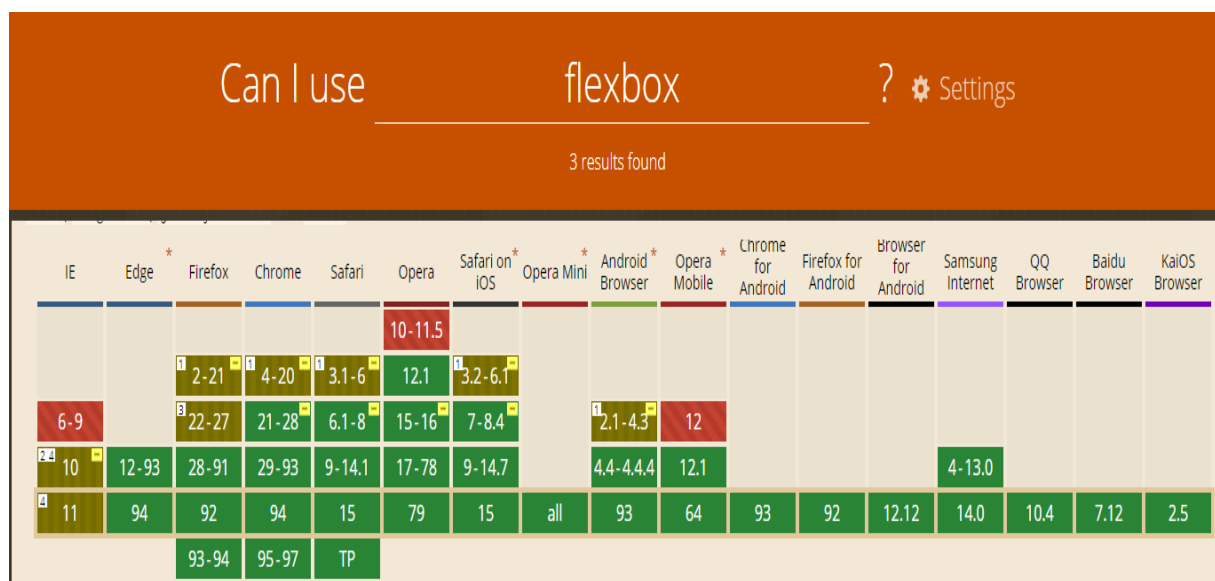 Can I use flexbox ? Settings
3 results found
IE Edge * Firefox Chrome Safari Opera Safari on iOS * Opera Mini * Android Browser * Opera Mobile * Chrome for Android Firefox for Android Browser for Android Samsung Internet QQ Browser Baidu Browser KaiOS Browser
10-11.5
1 2-21 1 4-20 1 3.1-6 12.1 1 3.2-6.1
6-9 3 22-27 21-28 6.1-8 15-16 7-8.4 1 2.1-4.3 12
2 4 10 12-93 28-91 29-93 9-14.1 17-78 9-14.7 4.4-4.4.4 12.1 4-13.0
4 11 94 92 94 15 79 15 all 93 64 93 92 12.12 14.0 10.4 7.12 2.5
93-94 95-97 TP